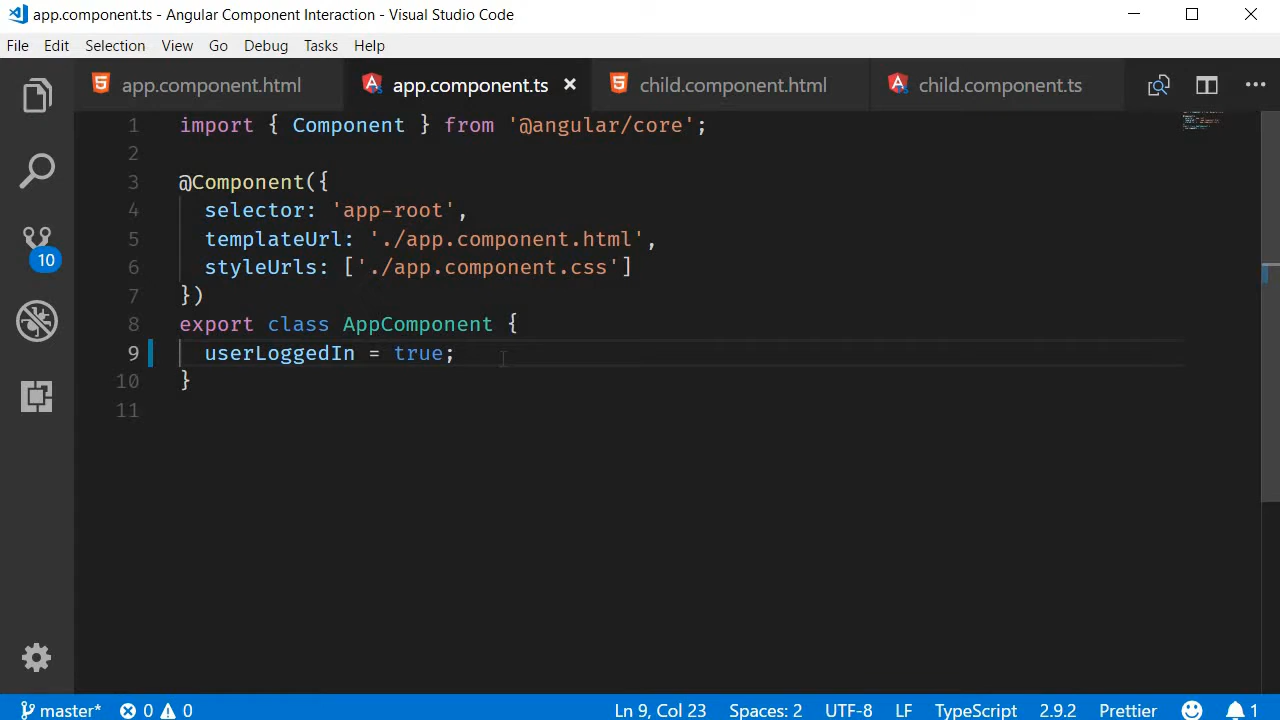 app.component.ts - Angular Component Interaction - Visual Studio Code
File Edit Selection View Go Debug Tasks Help
app.component.html app.component.ts child.component.html child.component.ts
1 import { Component } from '@angular/core';
2
3 @Component({
4 selector: 'app-root',
5 templateUrl: './app.component.html',
6 styleUrls: ['./app.component.css']
7 })
8 export class AppComponent {
9 userLoggedIn = true;
10 }
11
10
master* 0 0 Ln 9, Col 23 Spaces: 2 UTF-8 LF TypeScript 2.9.2 Prettier 1